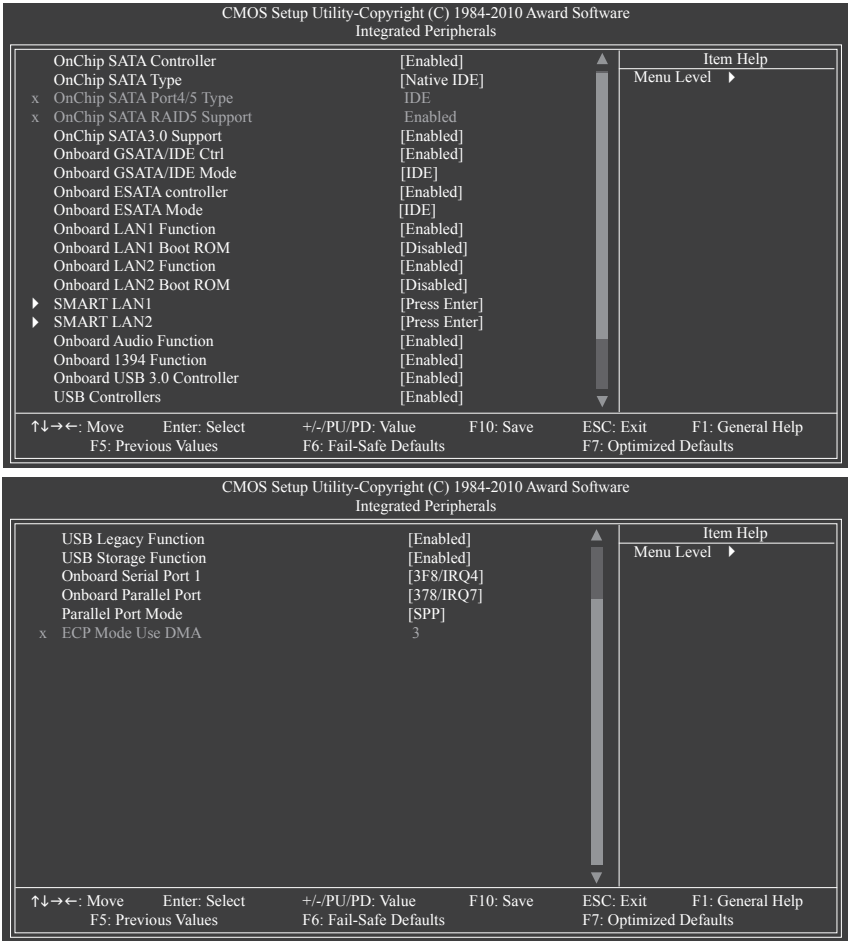 CMOS Setup Utility-Copyright (C) 1984-2010 Award Software
Integrated Peripherals
OnChip SATA Controller [Enabled]
OnChip SATA Type [Native IDE]
x OnChip SATA Port4/5 Type IDE
x OnChip SATA RAID5 Support Enabled
OnChip SATA3.0 Support [Enabled]
Onboard GSATA/IDE Ctrl [Enabled]
Onboard GSATA/IDE Mode [IDE]
Onboard ESATA controller [Enabled]
Onboard ESATA Mode [IDE]
Onboard LAN1 Function [Enabled]
Onboard LAN1 Boot ROM [Disabled]
Onboard LAN2 Function [Enabled]
Onboard LAN2 Boot ROM [Disabled]
SMART LAN1 [Press Enter]
SMART LAN2 [Press Enter]
Onboard Audio Function [Enabled]
Onboard 1394 Function [Enabled]
Onboard USB 3.0 Controller [Enabled]
USB Controllers [Enabled]
Item Help
Menu Level
↑↓→←: Move Enter: Select +/-/PU/PD: Value F10: Save ESC: Exit F1: General Help
F5: Previous Values F6: Fail-Safe Defaults F7: Optimized Defaults
CMOS Setup Utility-Copyright (C) 1984-2010 Award Software
Integrated Peripherals
USB Legacy Function [Enabled]
USB Storage Function [Enabled]
Onboard Serial Port 1 [3F8/IRQ4]
Onboard Parallel Port [378/IRQ7]
Parallel Port Mode [SPP]
x ECP Mode Use DMA 3
Item Help
Menu Level
↑↓→←: Move Enter: Select +/-/PU/PD: Value F10: Save ESC: Exit F1: General Help
F5: Previous Values F6: Fail-Safe Defaults F7: Optimized Defaults